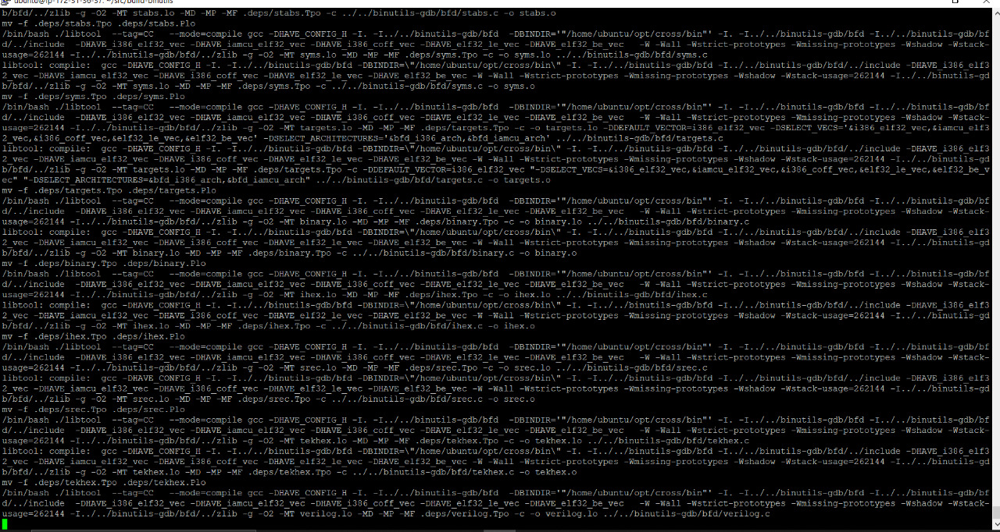 ubuntu@ip-172-31-36-37: ~/src/build-binutils
b/bfd/../zlib -g -O2 -MT stabs.lo -MD -MP -MF .deps/stabs.Tpo -c ../../binutils-gdb/bfd/stabs.c -o stabs.o
mv -f .deps/stabs.Tpo .deps/stabs.Plo
/bin/bash ./libtool  --tag=CC   --mode=compile gcc -DHAVE_CONFIG_H -I. -I../../binutils-gdb/bfd  -DBINDIR='"/home/ubuntu/opt/cross/bin"' -I. -I../../binutils-gdb/bfd -I../../binutils-gdb/bf
d/../include  -DHAVE_i386_elf32_vec -DHAVE_iamcu_elf32_vec -DHAVE_i386_coff_vec -DHAVE_elf32_le_vec -DHAVE_elf32_be_vec   -W -Wall -Wstrict-prototypes -Wmissing-prototypes -Wshadow -Wstack-
usage=262144 -I../../binutils-gdb/bfd/../zlib -g -O2 -MT syms.lo -MD -MP -MF .deps/syms.Tpo -c -o syms.lo ../../binutils-gdb/bfd/syms.c
libtool: compile:  gcc -DHAVE_CONFIG_H -I. -I../../binutils-gdb/bfd -DBINDIR=\"/home/ubuntu/opt/cross/bin\" -I. -I../../binutils-gdb/bfd -I../../binutils-gdb/bfd/../include -DHAVE_i386_elf3
2_vec -DHAVE_iamcu_elf32_vec -DHAVE_i386_coff_vec -DHAVE_elf32_le_vec -DHAVE_elf32_be_vec -W -Wall -Wstrict-prototypes -Wmissing-prototypes -Wshadow -Wstack-usage=262144 -I../../binutils-gd
b/bfd/../zlib -g -O2 -MT syms.lo -MD -MP -MF .deps/syms.Tpo -c ../../binutils-gdb/bfd/syms.c -o syms.o
mv -f .deps/syms.Tpo .deps/syms.Plo
/bin/bash ./libtool  --tag=CC   --mode=compile gcc -DHAVE_CONFIG_H -I. -I../../binutils-gdb/bfd  -DBINDIR='"/home/ubuntu/opt/cross/bin"' -I. -I../../binutils-gdb/bfd -I../../binutils-gdb/bf
d/../include  -DHAVE_i386_elf32_vec -DHAVE_iamcu_elf32_vec -DHAVE_i386_coff_vec -DHAVE_elf32_le_vec -DHAVE_elf32_be_vec   -W -Wall -Wstrict-prototypes -Wmissing-prototypes -Wshadow -Wstack-
usage=262144 -I../../binutils-gdb/bfd/../zlib -g -O2 -MT targets.lo -MD -MP -MF .deps/targets.Tpo -c -o targets.lo -DDEFAULT_VECTOR=i386_elf32_vec -DSELECT_VECS='&i386_elf32_vec,&iamcu_elf3
2_vec,&i386_coff_vec,&elf32_le_vec,&elf32_be_vec' -DSELECT_ARCHITECTURES='&bfd_i386_arch,&bfd_iamcu_arch' ../../binutils-gdb/bfd/targets.c
libtool: compile:  gcc -DHAVE_CONFIG_H -I. -I../../binutils-gdb/bfd -DBINDIR=\"/home/ubuntu/opt/cross/bin\" -I. -I../../binutils-gdb/bfd -I../../binutils-gdb/bfd/../include -DHAVE_i386_elf3
2_vec -DHAVE_iamcu_elf32_vec -DHAVE_i386_coff_vec -DHAVE_elf32_le_vec -DHAVE_elf32_be_vec -W -Wall -Wstrict-prototypes -Wmissing-prototypes -Wshadow -Wstack-usage=262144 -I../../binutils-gd
b/bfd/../zlib -g -O2 -MT targets.lo -MD -MP -MF .deps/targets.Tpo -c -DDEFAULT_VECTOR=i386_elf32_vec "-DSELECT_VECS=&i386_elf32_vec,&iamcu_elf32_vec,&i386_coff_vec,&elf32_le_vec,&elf32_be_v
ec" "-DSELECT_ARCHITECTURES=&bfd_i386_arch,&bfd_iamcu_arch" ../../binutils-gdb/bfd/targets.c -o targets.o
mv -f .deps/targets.Tpo .deps/targets.Plo
/bin/bash ./libtool  --tag=CC   --mode=compile gcc -DHAVE_CONFIG_H -I. -I../../binutils-gdb/bfd  -DBINDIR='"/home/ubuntu/opt/cross/bin"' -I. -I../../binutils-gdb/bfd -I../../binutils-gdb/bf
d/../include  -DHAVE_i386_elf32_vec -DHAVE_iamcu_elf32_vec -DHAVE_i386_coff_vec -DHAVE_elf32_le_vec -DHAVE_elf32_be_vec   -W -Wall -Wstrict-prototypes -Wmissing-prototypes -Wshadow -Wstack-
usage=262144 -I../../binutils-gdb/bfd/../zlib -g -O2 -MT binary.lo -MD -MP -MF .deps/binary.Tpo -c -o binary.lo ../../binutils-gdb/bfd/binary.c
libtool: compile:  gcc -DHAVE_CONFIG_H -I. -I../../binutils-gdb/bfd -DBINDIR=\"/home/ubuntu/opt/cross/bin\" -I. -I../../binutils-gdb/bfd -I../../binutils-gdb/bfd/../include -DHAVE_i386_elf3
2_vec -DHAVE_iamcu_elf32_vec -DHAVE_i386_coff_vec -DHAVE_elf32_le_vec -DHAVE_elf32_be_vec -W -Wall -Wstrict-prototypes -Wmissing-prototypes -Wshadow -Wstack-usage=262144 -I../../binutils-gd
b/bfd/../zlib -g -O2 -MT binary.lo -MD -MP -MF .deps/binary.Tpo -c ../../binutils-gdb/bfd/binary.c -o binary.o
mv -f .deps/binary.Tpo .deps/binary.Plo
/bin/bash ./libtool  --tag=CC   --mode=compile gcc -DHAVE_CONFIG_H -I. -I../../binutils-gdb/bfd  -DBINDIR='"/home/ubuntu/opt/cross/bin"' -I. -I../../binutils-gdb/bfd -I../../binutils-gdb/bf
d/../include  -DHAVE_i386_elf32_vec -DHAVE_iamcu_elf32_vec -DHAVE_i386_coff_vec -DHAVE_elf32_le_vec -DHAVE_elf32_be_vec   -W -Wall -Wstrict-prototypes -Wmissing-prototypes -Wshadow -Wstack-
usage=262144 -I../../binutils-gdb/bfd/../zlib -g -O2 -MT ihex.lo -MD -MP -MF .deps/ihex.Tpo -c -o ihex.lo ../../binutils-gdb/bfd/ihex.c
libtool: compile:  gcc -DHAVE_CONFIG_H -I. -I../../binutils-gdb/bfd -DBINDIR=\"/home/ubuntu/opt/cross/bin\" -I. -I../../binutils-gdb/bfd -I../../binutils-gdb/bfd/../include -DHAVE_i386_elf3
2_vec -DHAVE_iamcu_elf32_vec -DHAVE_i386_coff_vec -DHAVE_elf32_le_vec -DHAVE_elf32_be_vec -W -Wall -Wstrict-prototypes -Wmissing-prototypes -Wshadow -Wstack-usage=262144 -I../../binutils-gd
b/bfd/../zlib -g -O2 -MT ihex.lo -MD -MP -MF .deps/ihex.Tpo -c ../../binutils-gdb/bfd/ihex.c -o ihex.o
mv -f .deps/ihex.Tpo .deps/ihex.Plo
/bin/bash ./libtool  --tag=CC   --mode=compile gcc -DHAVE_CONFIG_H -I. -I../../binutils-gdb/bfd  -DBINDIR='"/home/ubuntu/opt/cross/bin"' -I. -I../../binutils-gdb/bfd -I../../binutils-gdb/bf
d/../include  -DHAVE_i386_elf32_vec -DHAVE_iamcu_elf32_vec -DHAVE_i386_coff_vec -DHAVE_elf32_le_vec -DHAVE_elf32_be_vec   -W -Wall -Wstrict-prototypes -Wmissing-prototypes -Wshadow -Wstack-
usage=262144 -I../../binutils-gdb/bfd/../zlib -g -O2 -MT srec.lo -MD -MP -MF .deps/srec.Tpo -c -o srec.lo ../../binutils-gdb/bfd/srec.c
libtool: compile:  gcc -DHAVE_CONFIG_H -I. -I../../binutils-gdb/bfd -DBINDIR=\"/home/ubuntu/opt/cross/bin\" -I. -I../../binutils-gdb/bfd -I../../binutils-gdb/bfd/../include -DHAVE_i386_elf3
2_vec -DHAVE_iamcu_elf32_vec -DHAVE_i386_coff_vec -DHAVE_elf32_le_vec -DHAVE_elf32_be_vec -W -Wall -Wstrict-prototypes -Wmissing-prototypes -Wshadow -Wstack-usage=262144 -I../../binutils-gd
b/bfd/../zlib -g -O2 -MT srec.lo -MD -MP -MF .deps/srec.Tpo -c ../../binutils-gdb/bfd/srec.c -o srec.o
mv -f .deps/srec.Tpo .deps/srec.Plo
/bin/bash ./libtool  --tag=CC   --mode=compile gcc -DHAVE_CONFIG_H -I. -I../../binutils-gdb/bfd  -DBINDIR='"/home/ubuntu/opt/cross/bin"' -I. -I../../binutils-gdb/bfd -I../../binutils-gdb/bf
d/../include  -DHAVE_i386_elf32_vec -DHAVE_iamcu_elf32_vec -DHAVE_i386_coff_vec -DHAVE_elf32_le_vec -DHAVE_elf32_be_vec   -W -Wall -Wstrict-prototypes -Wmissing-prototypes -Wshadow -Wstack-
usage=262144 -I../../binutils-gdb/bfd/../zlib -g -O2 -MT tekhex.lo -MD -MP -MF .deps/tekhex.Tpo -c -o tekhex.lo ../../binutils-gdb/bfd/tekhex.c
libtool: compile:  gcc -DHAVE_CONFIG_H -I. -I../../binutils-gdb/bfd -DBINDIR=\"/home/ubuntu/opt/cross/bin\" -I. -I../../binutils-gdb/bfd -I../../binutils-gdb/bfd/../include -DHAVE_i386_elf3
2_vec -DHAVE_iamcu_elf32_vec -DHAVE_i386_coff_vec -DHAVE_elf32_le_vec -DHAVE_elf32_be_vec -W -Wall -Wstrict-prototypes -Wmissing-prototypes -Wshadow -Wstack-usage=262144 -I../../binutils-gd
b/bfd/../zlib -g -O2 -MT tekhex.lo -MD -MP -MF .deps/tekhex.Tpo -c ../../binutils-gdb/bfd/tekhex.c -o tekhex.o
mv -f .deps/tekhex.Tpo .deps/tekhex.Plo
/bin/bash ./libtool  --tag=CC   --mode=compile gcc -DHAVE_CONFIG_H -I. -I../../binutils-gdb/bfd  -DBINDIR='"/home/ubuntu/opt/cross/bin"' -I. -I../../binutils-gdb/bfd -I../../binutils-gdb/bf
d/../include  -DHAVE_i386_elf32_vec -DHAVE_iamcu_elf32_vec -DHAVE_i386_coff_vec -DHAVE_elf32_le_vec -DHAVE_elf32_be_vec   -W -Wall -Wstrict-prototypes -Wmissing-prototypes -Wshadow -Wstack-
usage=262144 -I../../binutils-gdb/bfd/../zlib -g -O2 -MT verilog.lo -MD -MP -MF .deps/verilog.Tpo -c -o verilog.lo ../../binutils-gdb/bfd/verilog.c